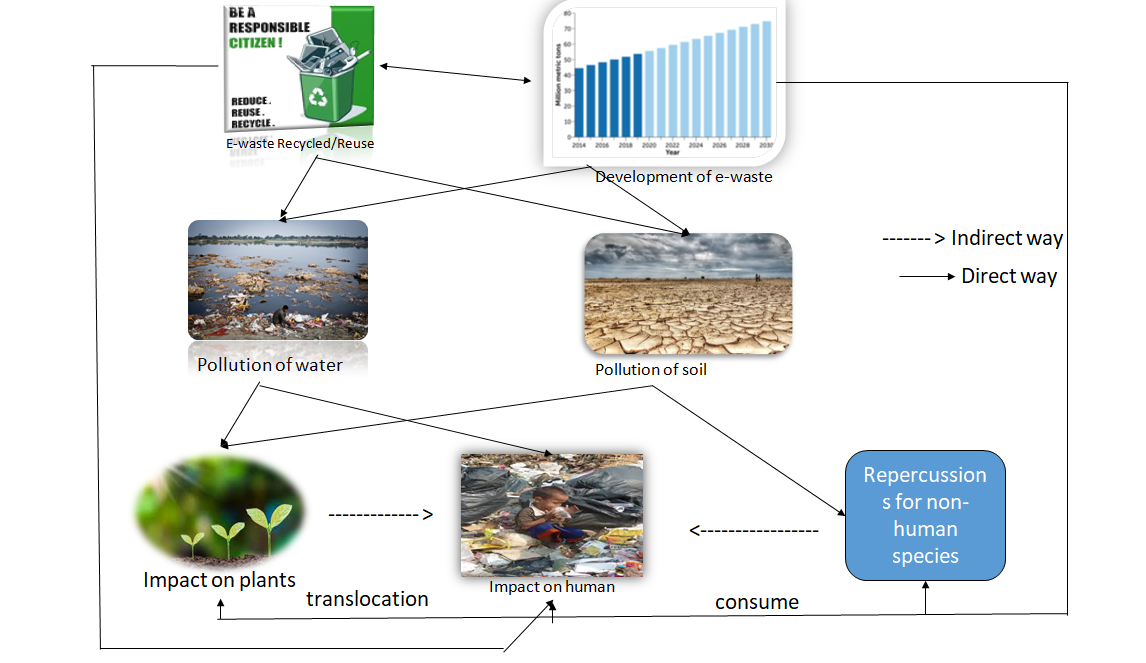 BE A
RESPONSIBLE
CITIZEN !
REDUCE.
REUSE.
RECYCLE.
E-waste Recycled/Reuse
Million metric tons
80
70
60
50
40
30
20
10
0
2014 2016 2018 2020 2022 2024 2026 2028 2030
Year
Development of e-waste
-------> Indirect way
Direct way
Pollution of water
Pollution of soil
Repercussion
s for non-
human
species
Impact on plants
Impact on human
translocation
consume